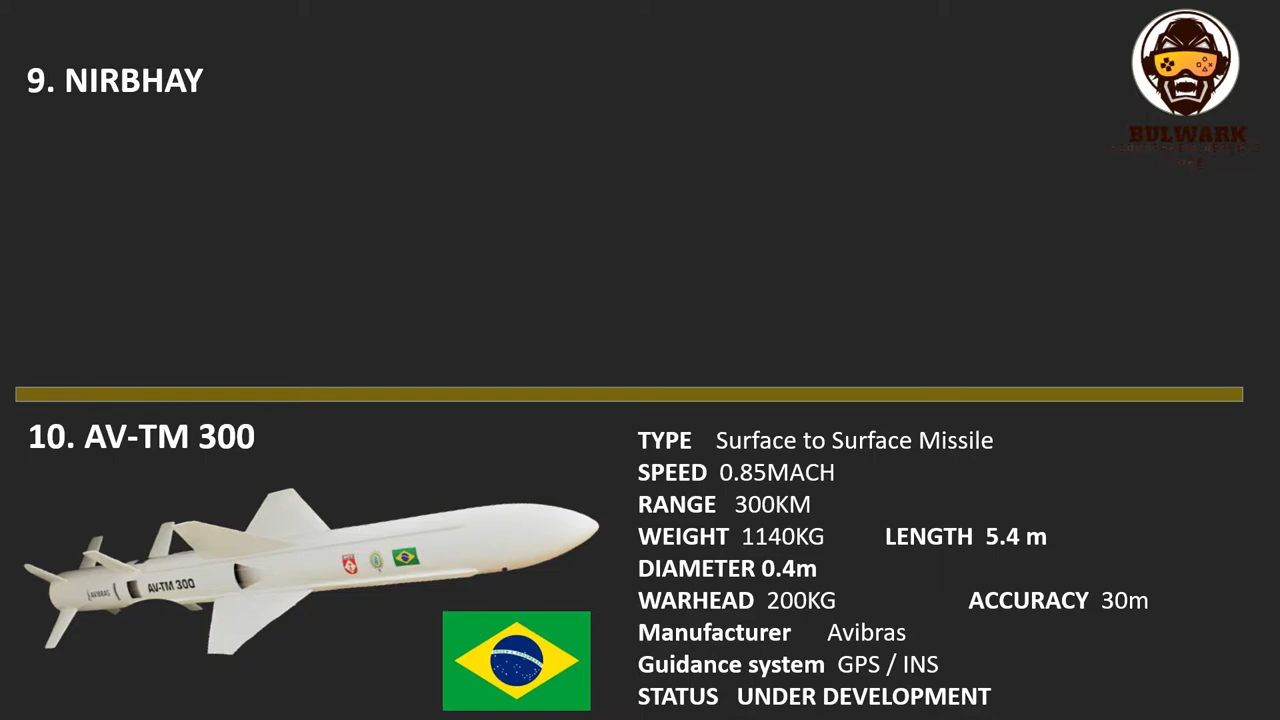 9. NIRBHAY
BULWARK
10. AV-TM 300
TYPE Surface to Surface Missile
SPEED 0.85MACH
RANGE 300KM
WEIGHT 1140KG LENGTH 5.4 m
DIAMETER 0.4m
WARHEAD 200KG ACCURACY 30m
Manufacturer Avibras
Guidance system GPS / INS
STATUS UNDER DEVELOPMENT
AVIBRAS
AV-TM 300